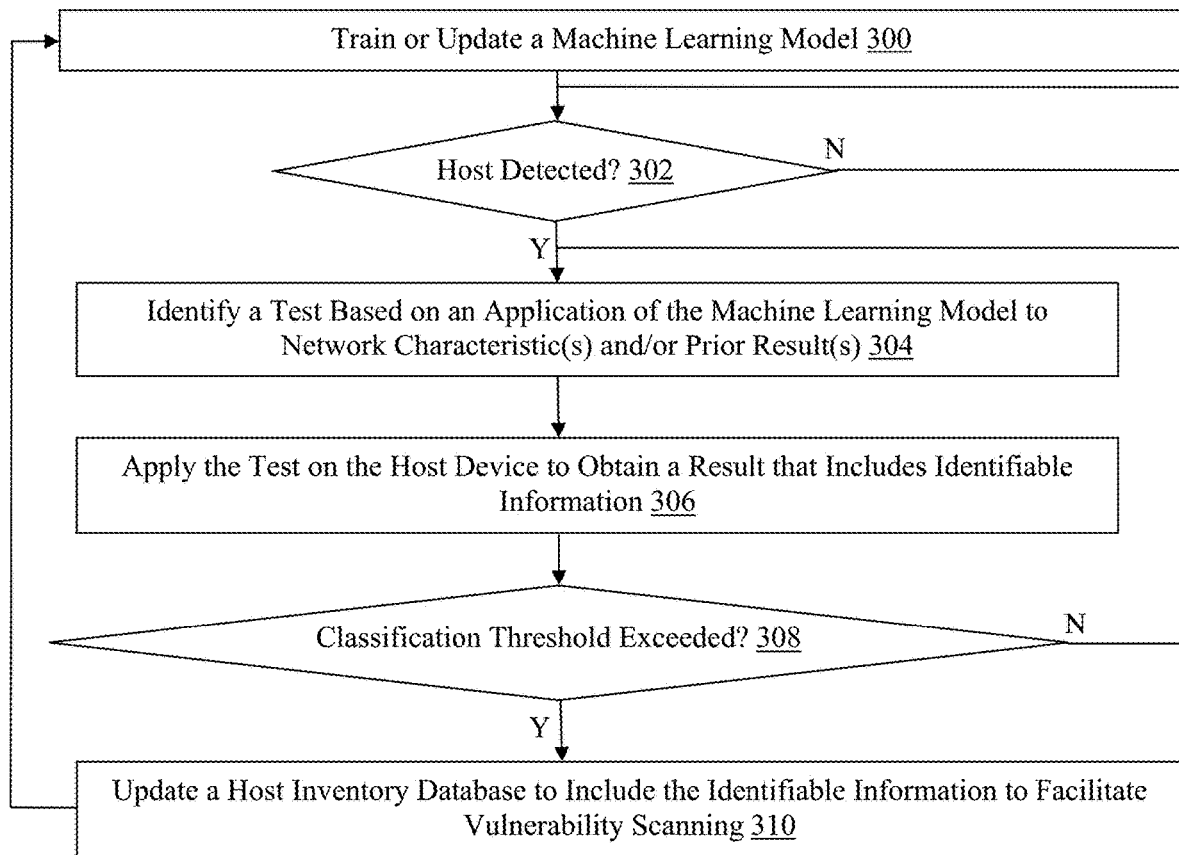 Train or Update a Machine Learning Model 300
Host Detected? 302
N
Y
Identify a Test Based on an Application of the Machine Learning Model to
Network Characteristic(s) and/or Prior Result(s) 304
Apply the Test on the Host Device to Obtain a Result that Includes Identifiable
Information 306
Classification Threshold Exceeded? 308
N
Y
Update a Host Inventory Database to Include the Identifiable Information to Facilitate
Vulnerability Scanning 310